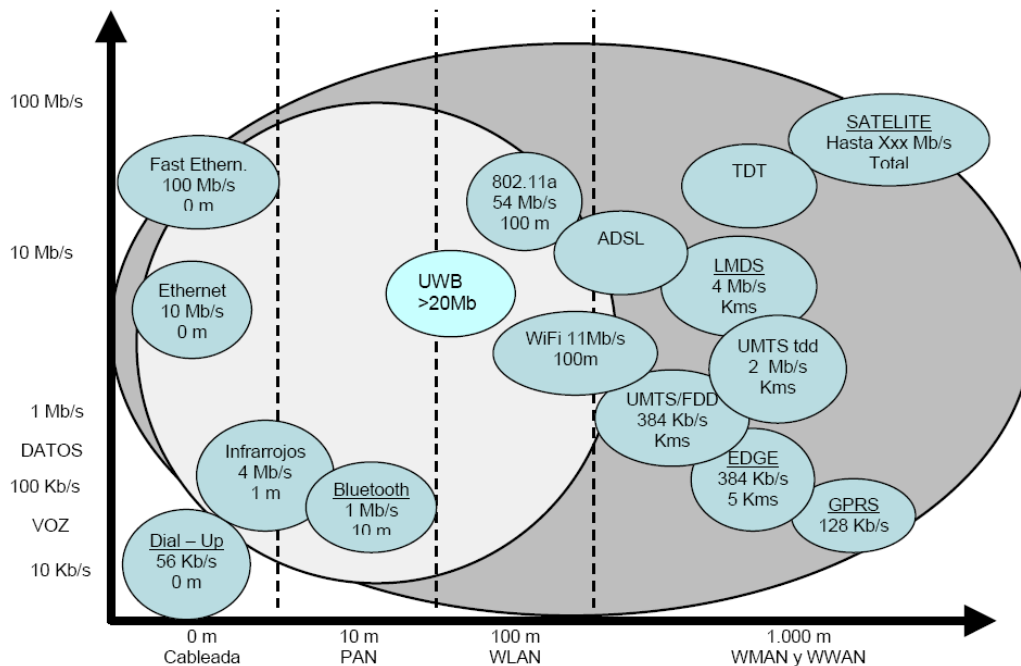 100 Mb/s
10 Mb/s
1 Mb/s
DATOS
100 Kb/s
VOZ
10 Kb/s
Fast Ethern.
100 Mb/s
0 m
Ethernet
10 Mb/s
0 m
Infrarrojos
4 Mb/s
1 m
Bluetooth
1 Mb/s
10 m
Dial – Up
56 Kb/s
0 m
UWB
>20Mb
802.11a
54 Mb/s
100 m
WiFi 11Mb/s
100m
ADSL
TDT
SATELITE
Hasta Xxx Mb/s
Total
LMDS
4 Mb/s
Kms
UMTS tdd
2 Mb/s
Kms
UMTS/FDD
384 Kb/s
Kms
EDGE
384 Kb/s
5 Kms
GPRS
128 Kb/s
0 m
Cableada
10 m
PAN
100 m
WLAN
1.000 m
WMAN y WWAN